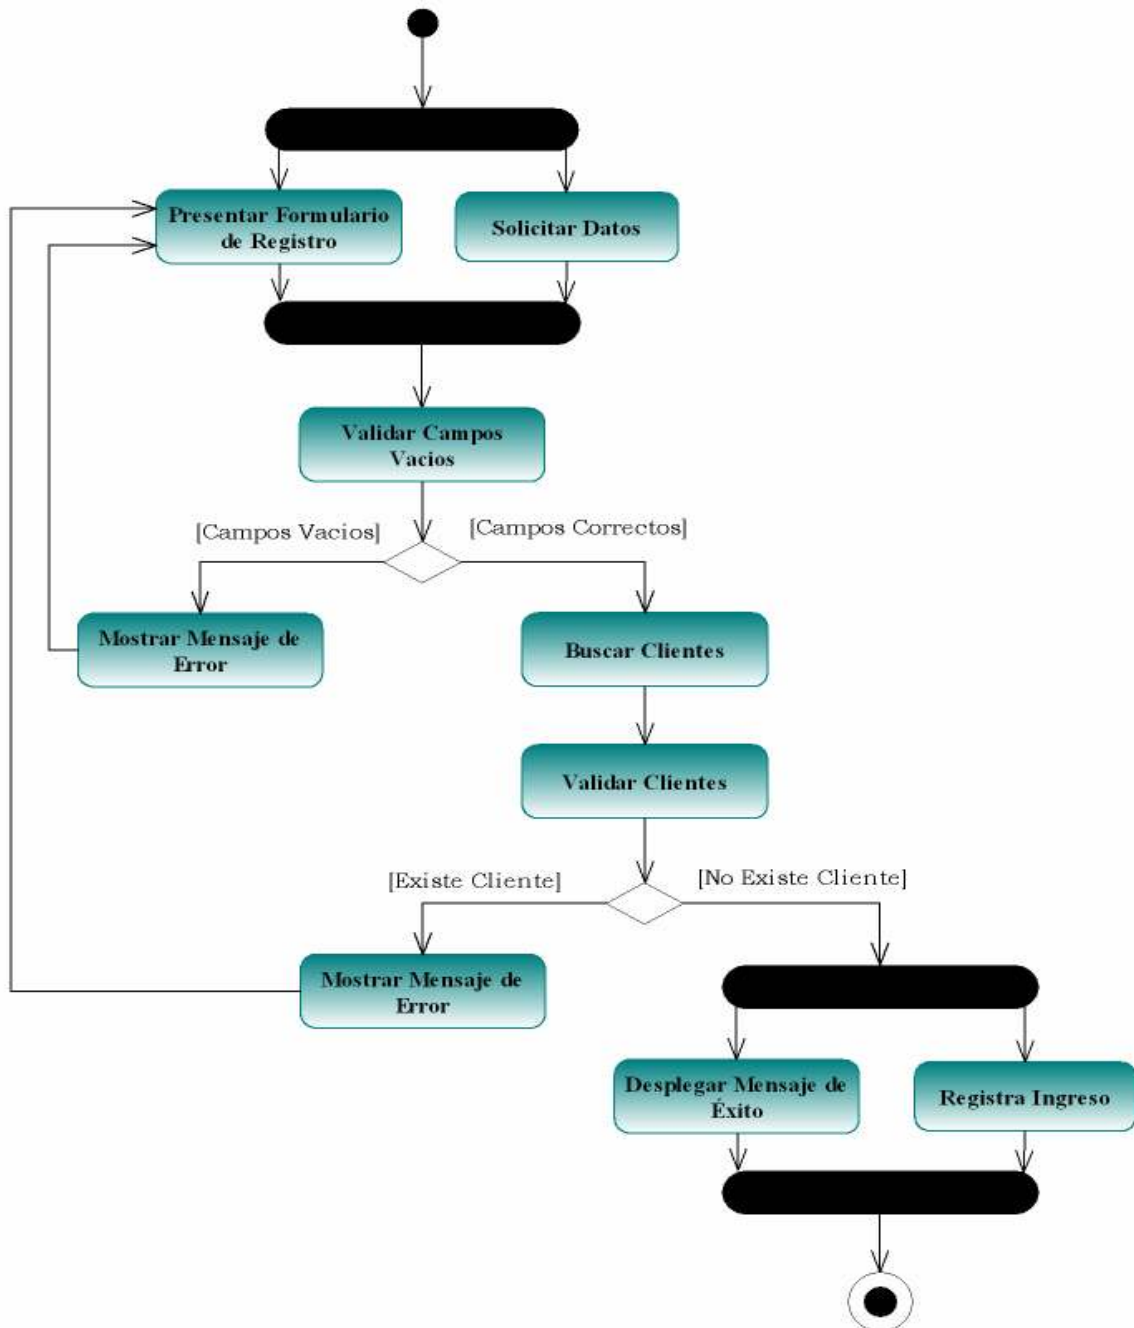 Presentar Formulario
de Registro
Solicitar Datos
Validar Campos
Vacios
[Campos Vacios]
[Campos Correctos]
Mostrar Mensaje de
Error
Buscar Clientes
Validar Clientes
[Existe Cliente]
[No Existe Cliente]
Mostrar Mensaje de
Error
Desplegar Mensaje de
Éxito
Registra Ingreso